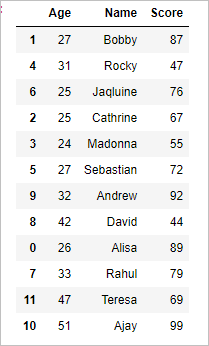 :
Age Name Score
1 27 Bobby 87
4 31 Rocky 47
6 25 Jaqluine 76
2 25 Cathrine 67
3 24 Madonna 55
5 27 Sebastian 72
9 32 Andrew 92
8 42 David 44
0 26 Alisa 89
7 33 Rahul 79
11 47 Teresa 69
10 51 Ajay 99